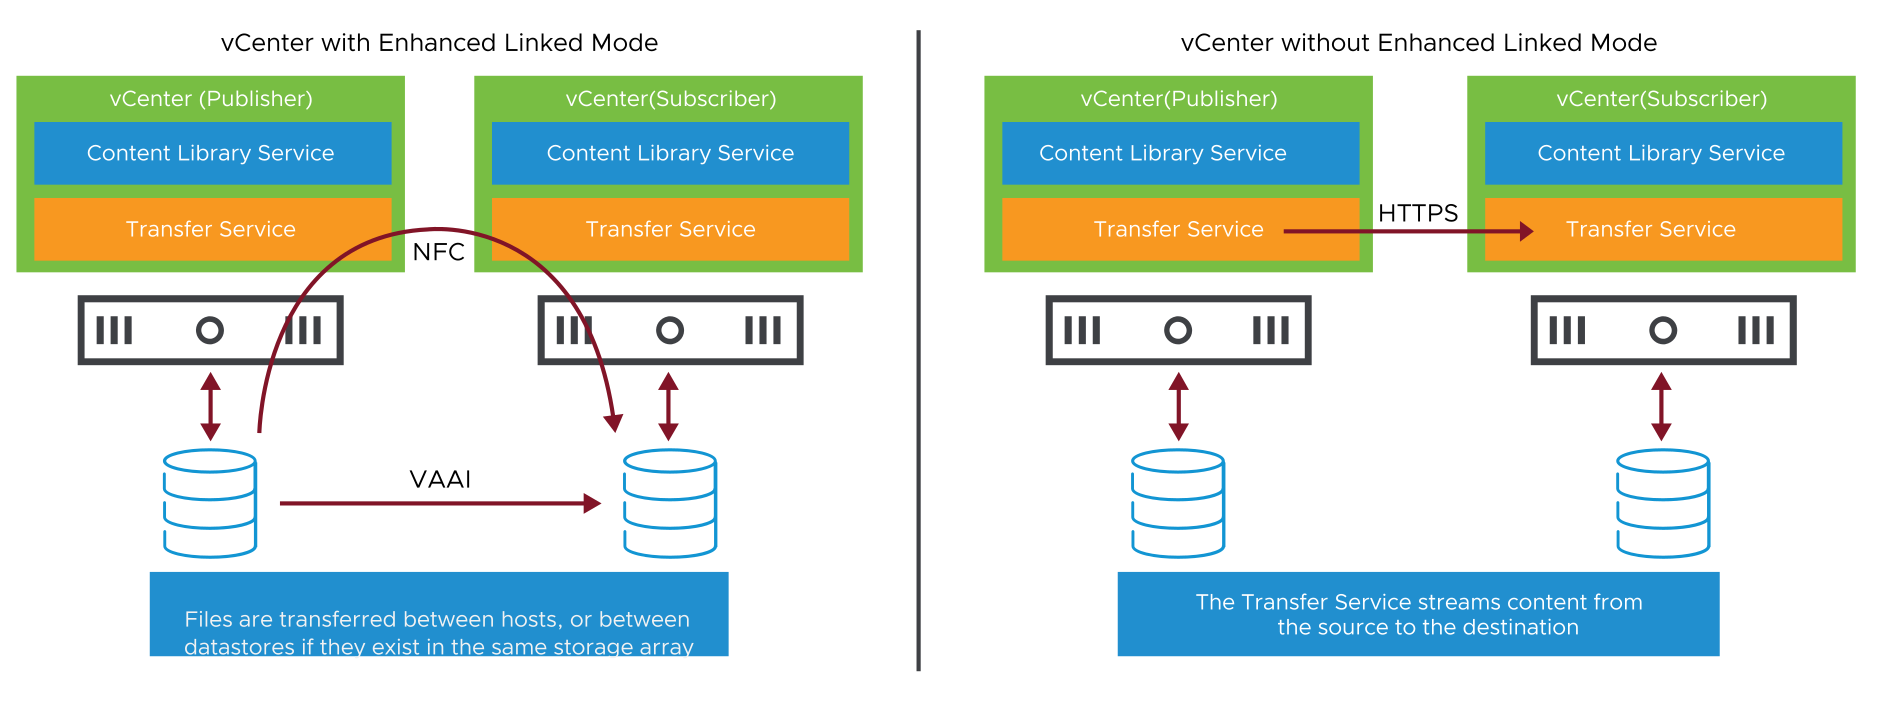 vCenter with Enhanced Linked Mode
vCenter (Publisher)
Content Library Service
Transfer Service
vCenter(Subscriber)
Content Library Service
Transfer Service
NFC
VAAI
Files are transferred between hosts, or between
datastores if they exist in the same storage array
vCenter without Enhanced Linked Mode
vCenter(Publisher)
Content Library Service
Transfer Service
HTTPS
vCenter(Subscriber)
Content Library Service
Transfer Service
The Transfer Service streams content from
the source to the destination